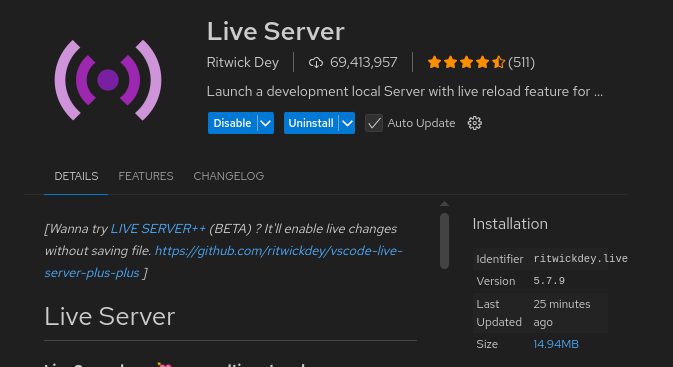 Live Server
Ritwick Dey 69,413,957 (511)
Launch a development local Server with live reload feature for ...
Disable Uninstall Auto Update
DETAILS FEATURES CHANGELOG
[Wanna try LIVE SERVER++ (BETA) ? It'll enable live changes
without saving file. https://github.com/ritwickdey/vscode-live-
server-plus-plus ]
Live Server
Installation
Identifier ritwickdey.live
Version 5.7.9
Last 25 minutes
Updated ago
Size 14.94MB